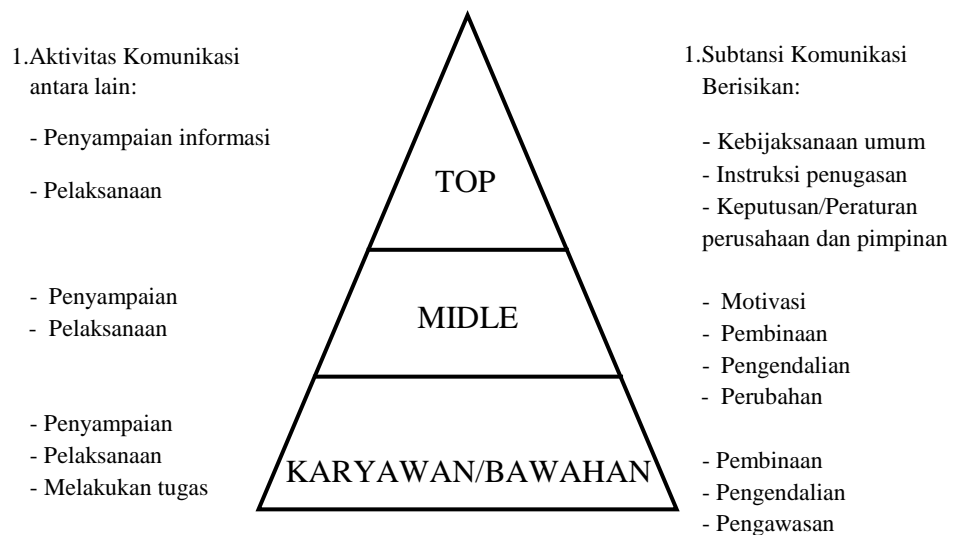 1.Aktivitas Komunikasi
antara lain:
- Penyampaian informasi
- Pelaksanaan
- Penyampaian
- Pelaksanaan
- Penyampaian
- Pelaksanaan
- Melakukan tugas
TOP
MIDLE
KARYAWAN/BAWAHAN
1.Subtansi Komunikasi
Berisikan:
- Kebijaksanaan umum
- Instruksi penugasan
- Keputusan/Peraturan
perusahaan dan pimpinan
- Motivasi
- Pembinaan
- Pengendalian
- Perubahan
- Pembinaan
- Pengendalian
- Pengawasan